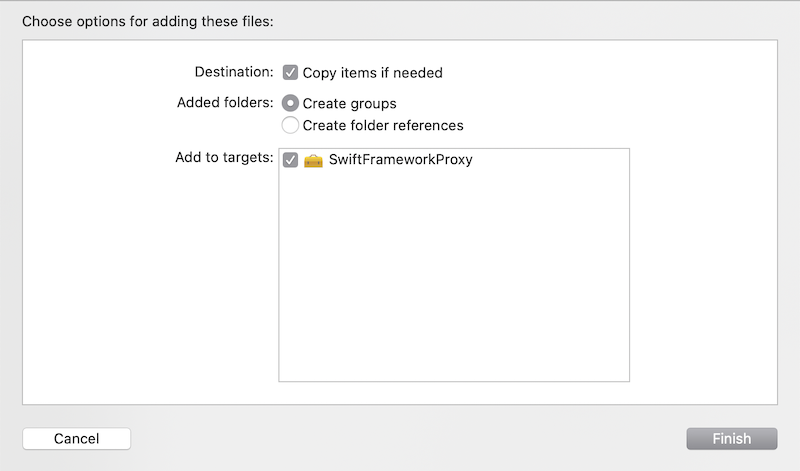 Choose options for adding these files:
Destination: Copy items if needed
Added folders: Create groups
Create folder references
Add to targets: SwiftFrameworkProxy
Cancel Finish